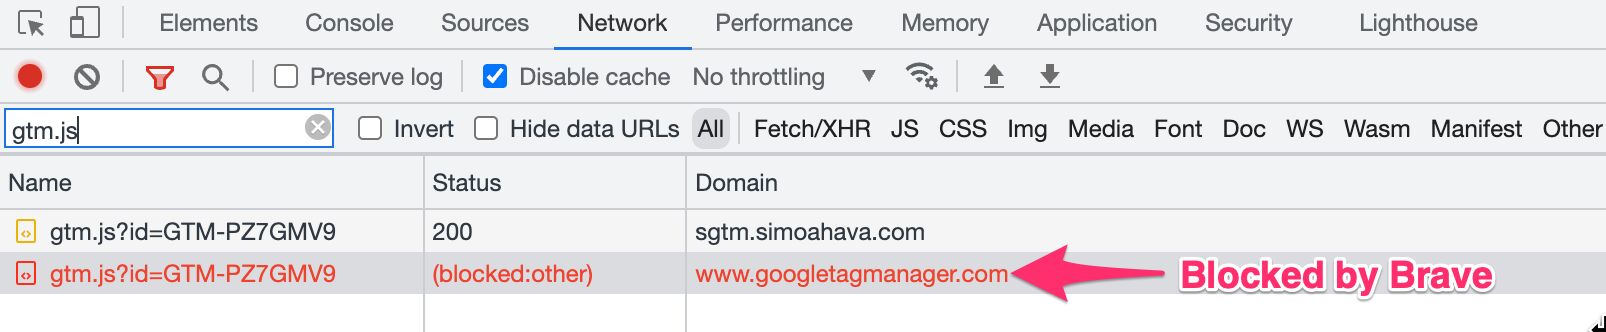 Elements Console Sources Network Performance Memory Application Security Lighthouse
Preserve log Disable cache No throttling
gtm.js Invert Hide data URLs All Fetch/XHR JS CSS Img Media Font Doc WS Wasm Manifest Other
Name Status Domain
gtm.js?id=GTM-PZ7GMV9 200 sgtm.simoahava.com
gtm.js?id=GTM-PZ7GMV9 (blocked:other) www.googletagmanager.com Blocked by Brave